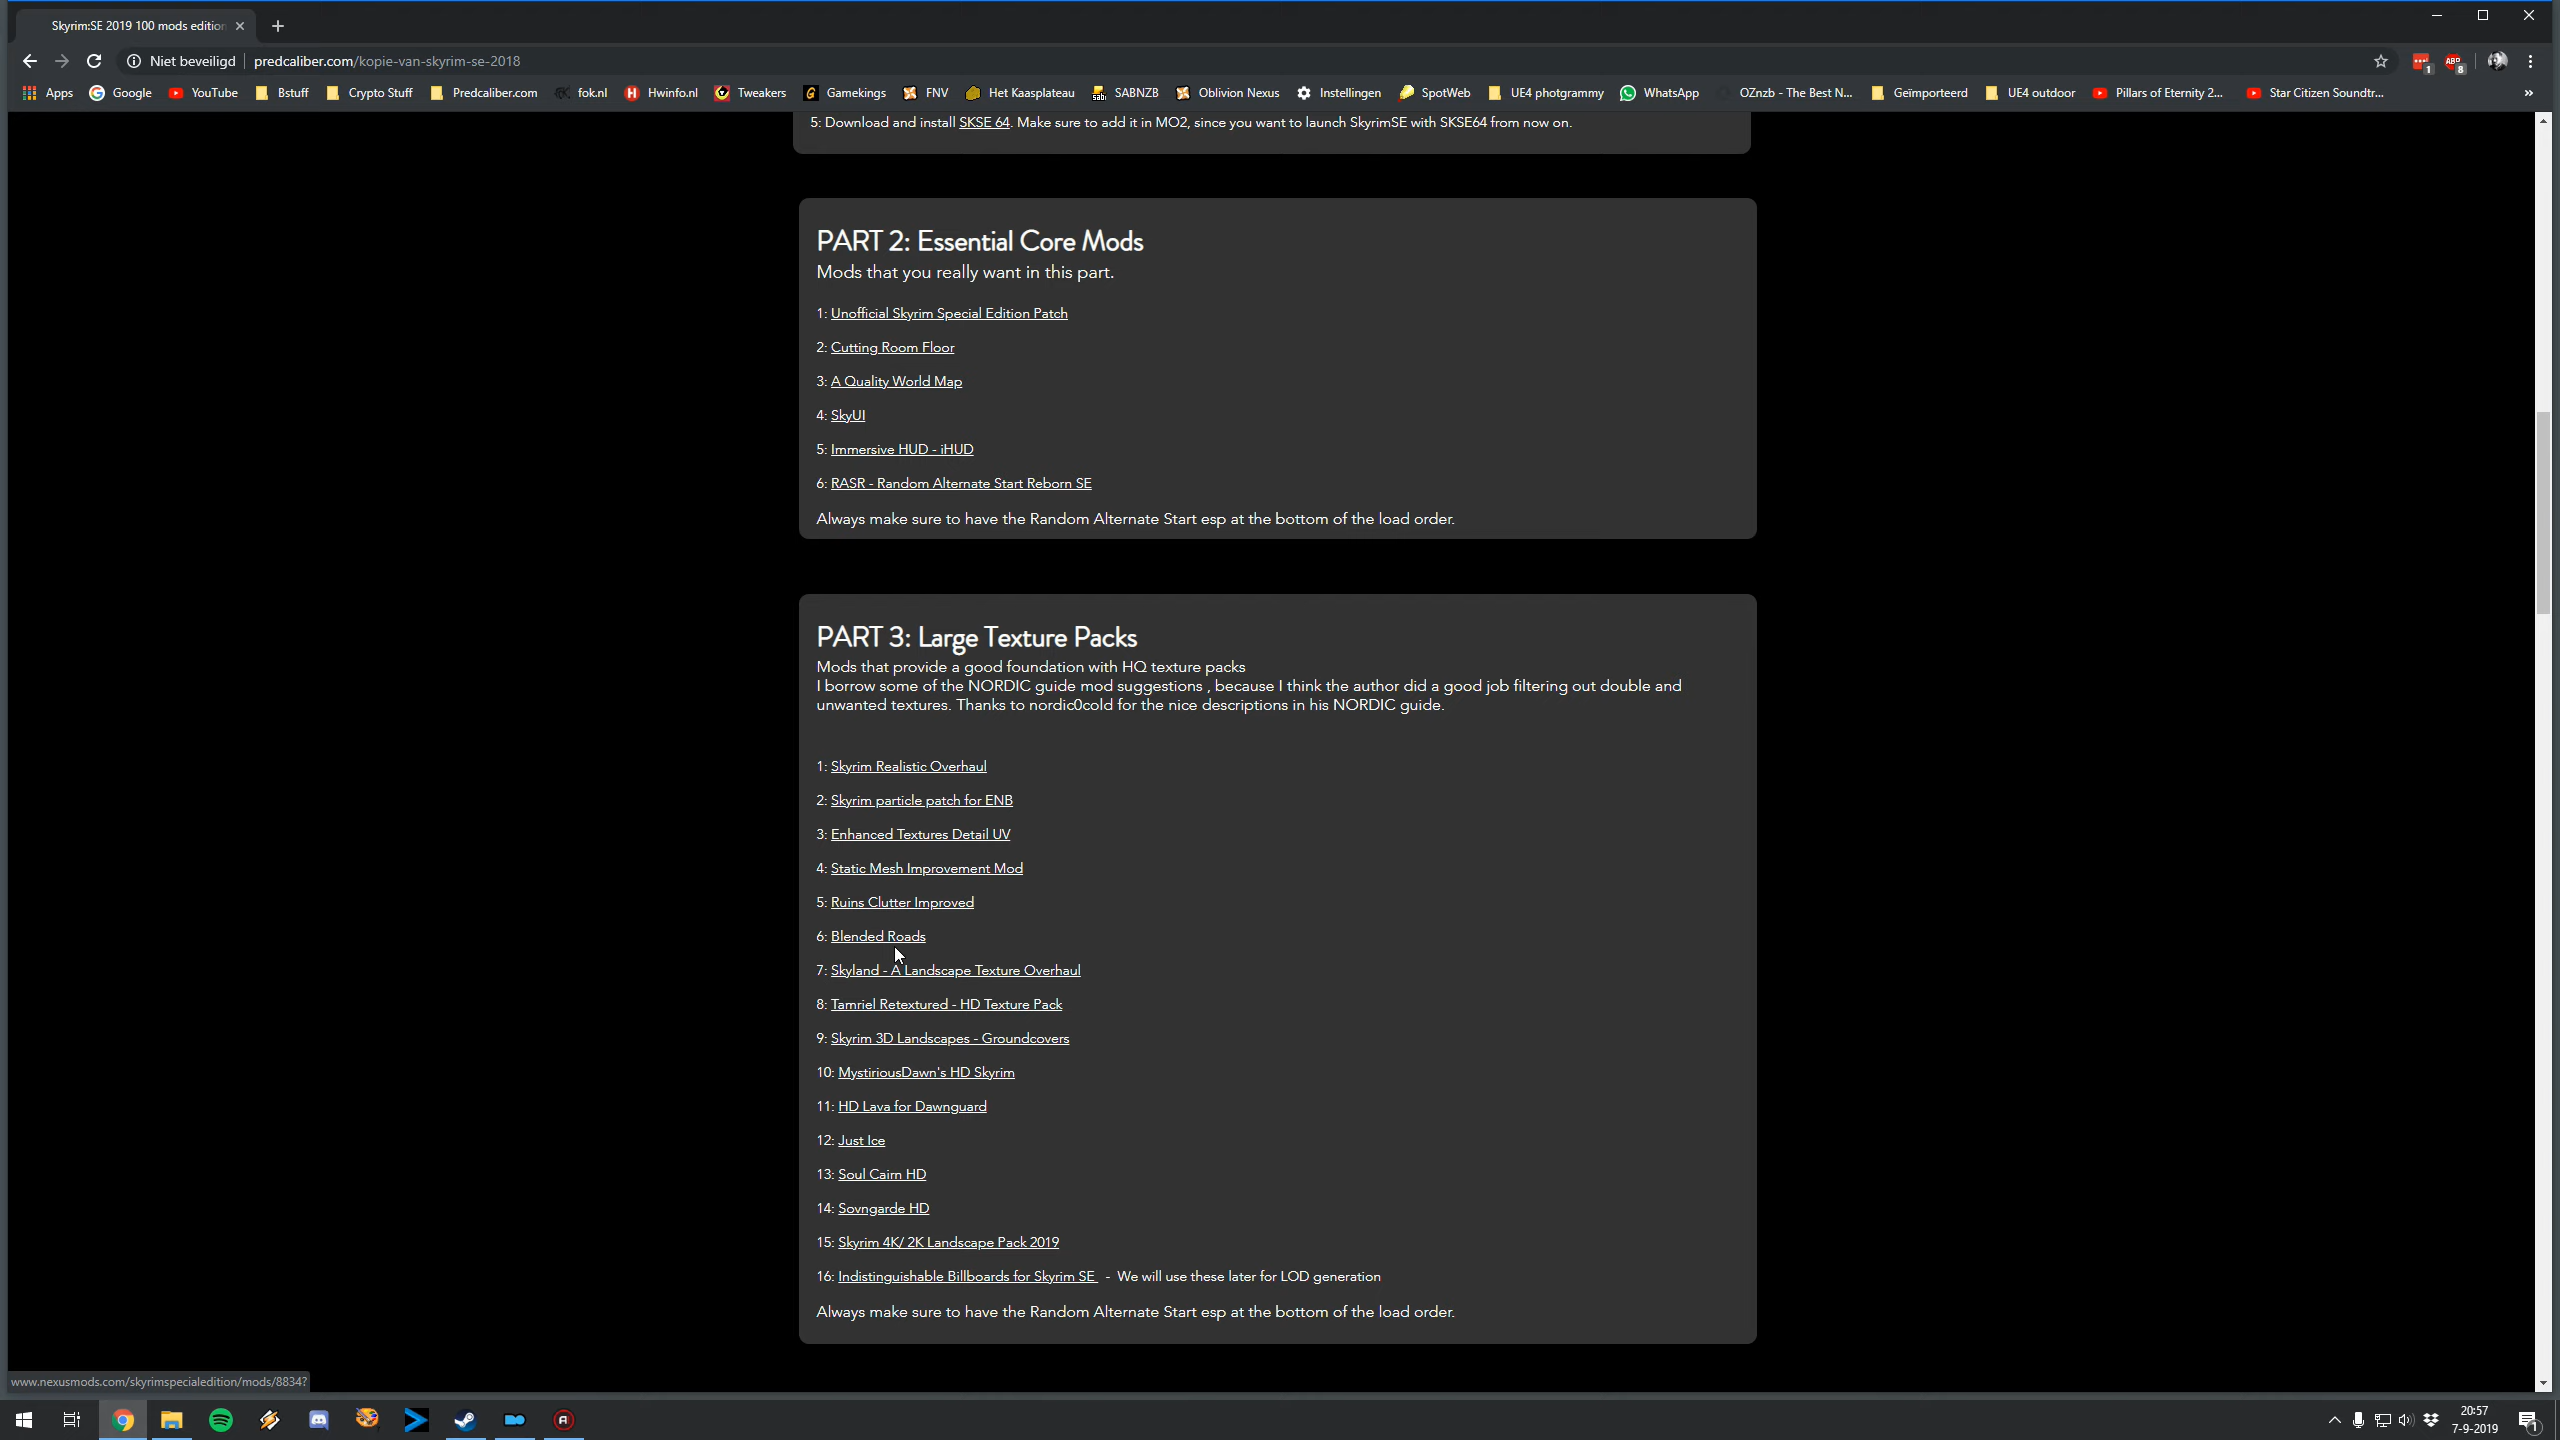 Skyrim:SE 2019 100 mods edition
Niet beveiligd
predcaliber.com/kopie-van-skyrim-se-2018
Apps Google YouTube Bstuff Crypto Stuff Predcaliber.com fok.nl Hwinfo.nl Tweakers Gamekings FNV Het Kaasplateau SABNZB Oblivion Nexus Instellingen SpotWeb UE4 photgrammy WhatsApp OZnzb - The Best N... Geïmporteerd UE4 outdoor Pillars of Eternity 2... Star Citizen Soundtr... »
5: Download and install SKSE 64. Make sure to add it in MO2, since you want to launch SkyrimSE with SKSE64 from now on.
PART 2: Essential Core Mods
Mods that you really want in this part.
1: Unofficial Skyrim Special Edition Patch
2: Cutting Room Floor
3: A Quality World Map
4: SkyUI
5: Immersive HUD - iHUD
6: RASR - Random Alternate Start Reborn SE
Always make sure to have the Random Alternate Start esp at the bottom of the load order.
PART 3: Large Texture Packs
Mods that provide a good foundation with HQ texture packs
I borrow some of the NORDIC guide mod suggestions , because I think the author did a good job filtering out double and
unwanted textures. Thanks to nordic0cold for the nice descriptions in his NORDIC guide.
1: Skyrim Realistic Overhaul
2: Skyrim particle patch for ENB
3: Enhanced Textures Detail UV
4: Static Mesh Improvement Mod
5: Ruins Clutter Improved
6: Blended Roads
7: Skyland - A Landscape Texture Overhaul
8: Tamriel Retextured - HD Texture Pack
9: Skyrim 3D Landscapes - Groundcovers
10: MystiriousDawn's HD Skyrim
11: HD Lava for Dawnguard
12: Just Ice
13: Soul Cairn HD
14: Sovngarde HD
15: Skyrim 4K/ 2K Landscape Pack 2019
16: Indistinguishable Billboards for Skyrim SE - We will use these later for LOD generation
Always make sure to have the Random Alternate Start esp at the bottom of the load order.
www.nexusmods.com/skyrimspecialedition/mods/8834?
20:57
7-9-2019